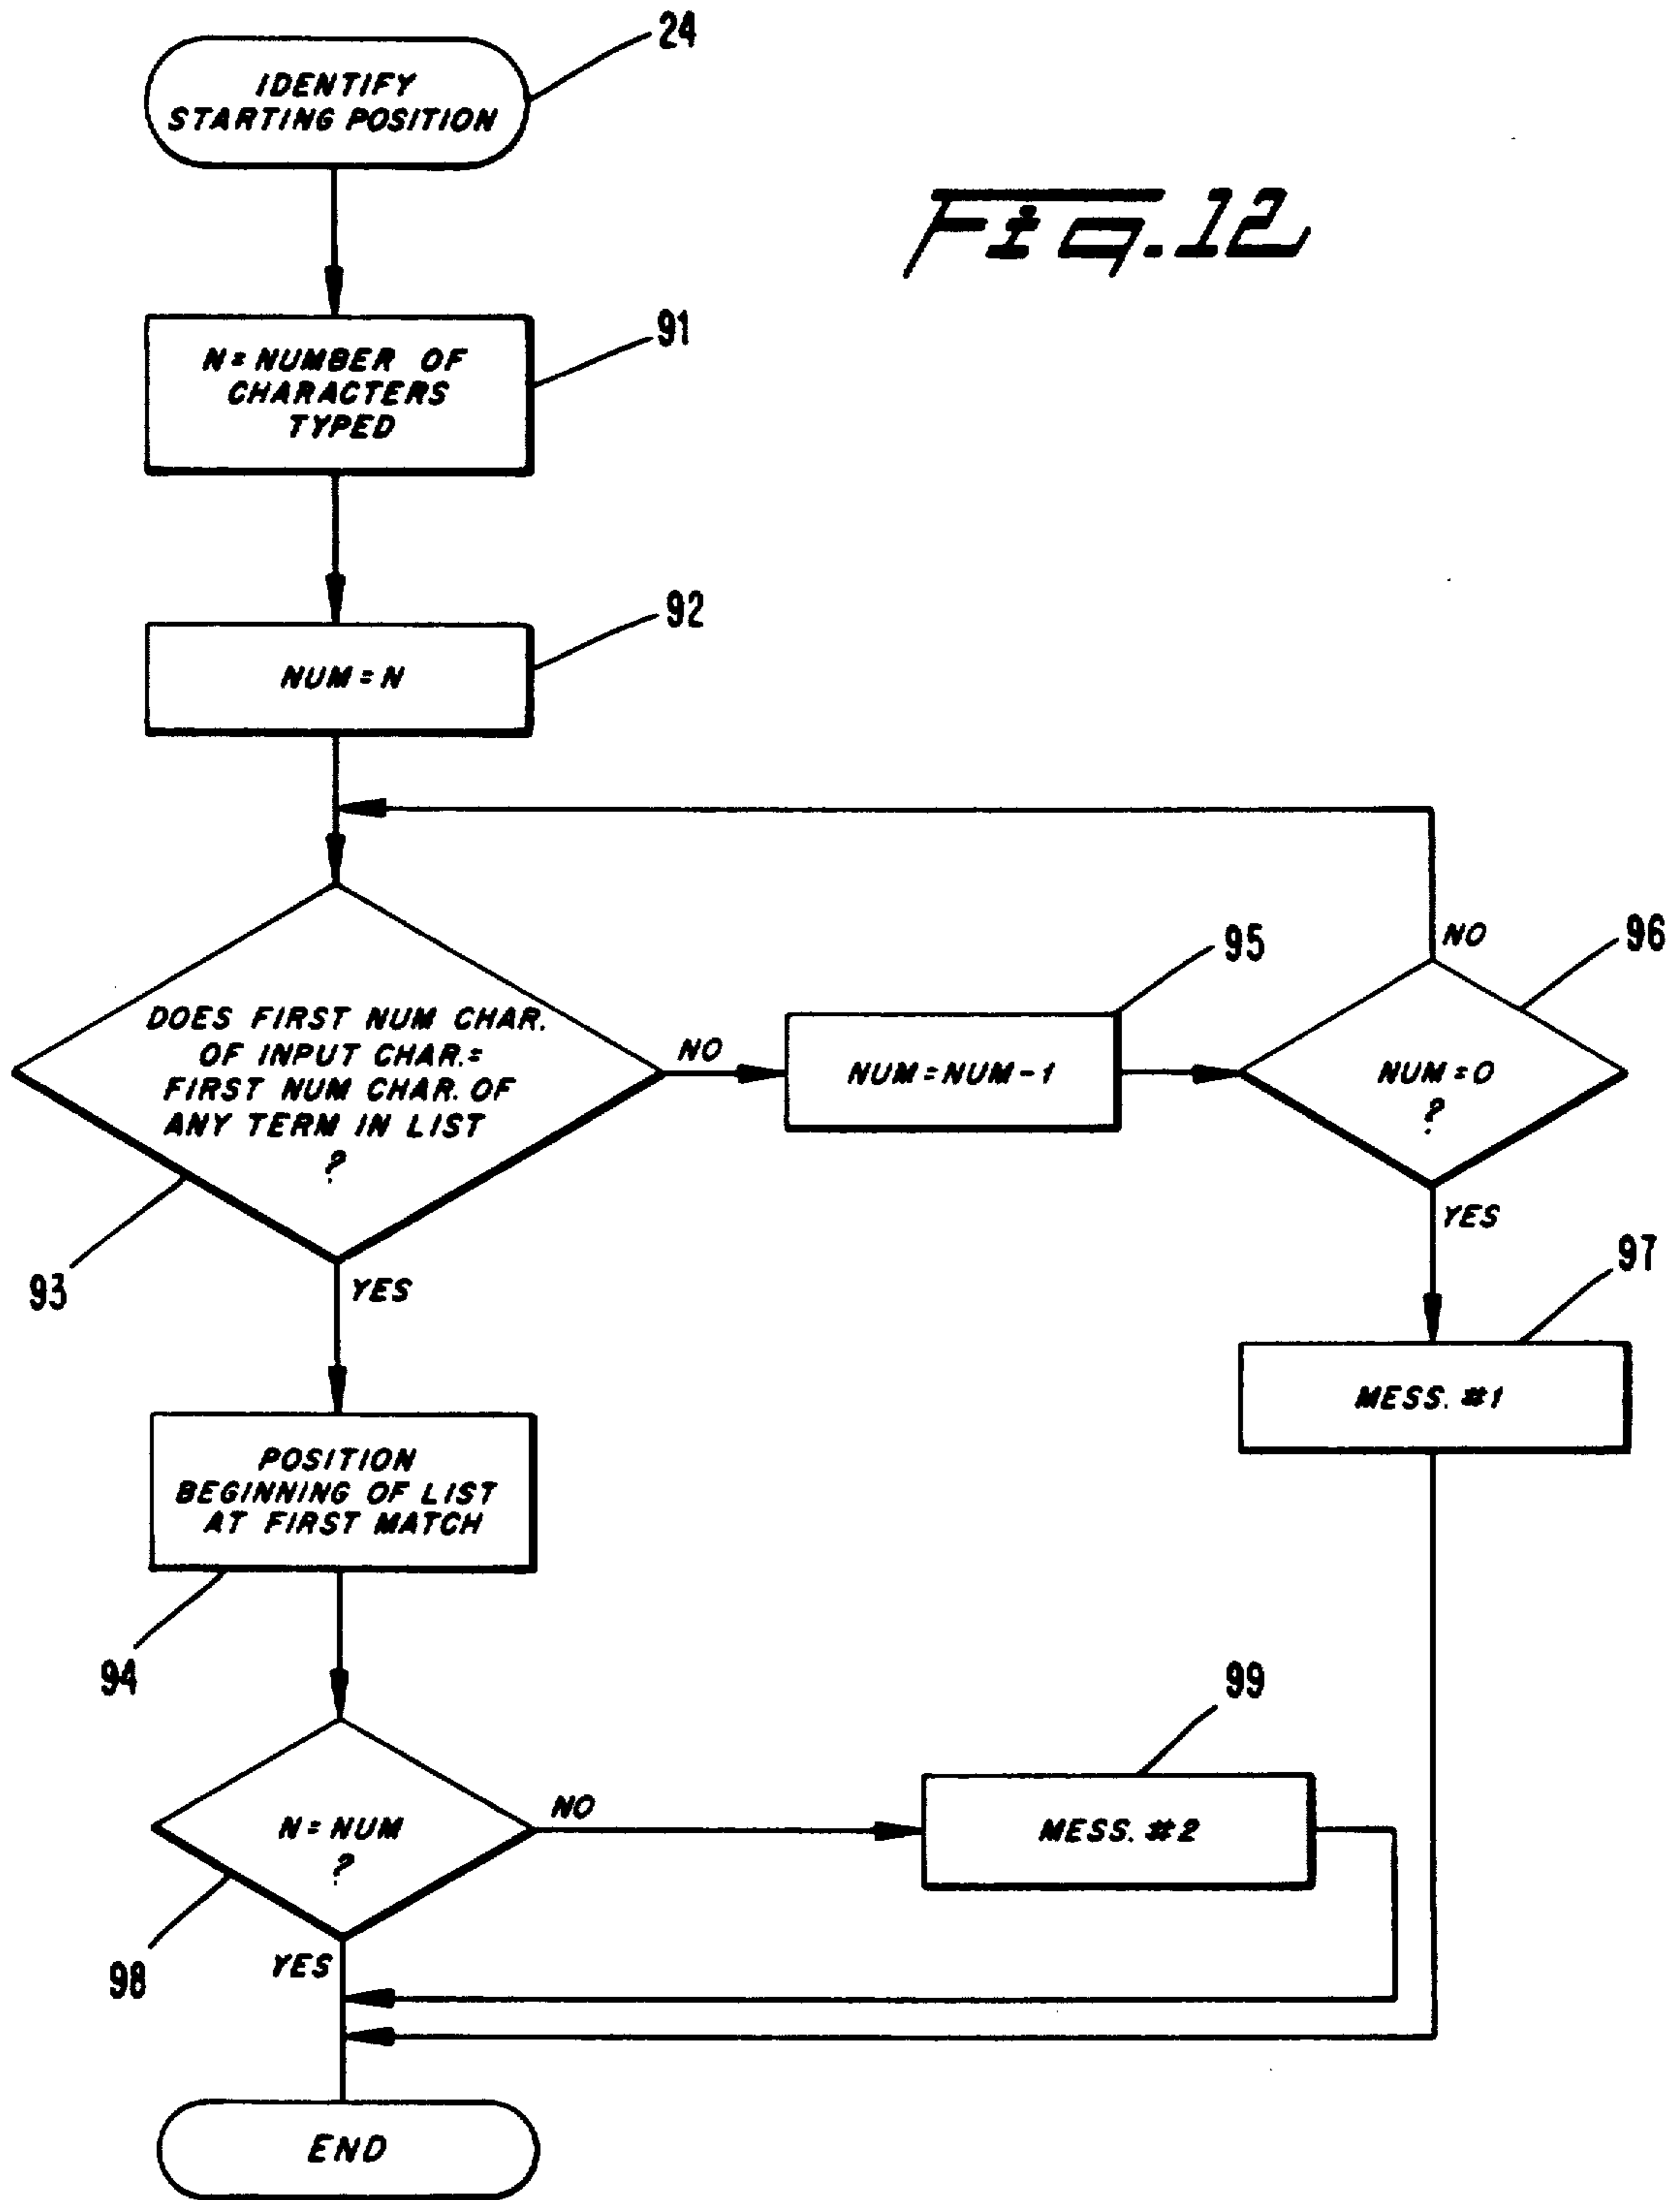 24
IDENTIFY
STARTING POSITION
Fig. 12
91
N=NUMBER OF
CHARACTERS
TYPED
92
NUM=N
96
NO
95
DOES FIRST NUM CHAR.
OF INPUT CHAR.=
FIRST NUM CHAR. OF
ANY TERM IN LIST
?
NO
NUM=NUM-1
NUM=0
?
YES
93
YES
97
MESS. #1
POSITION
BEGINNING OF LIST
AT FIRST MATCH
94
99
N=NUM
?
NO
MESS. #2
98
YES
END